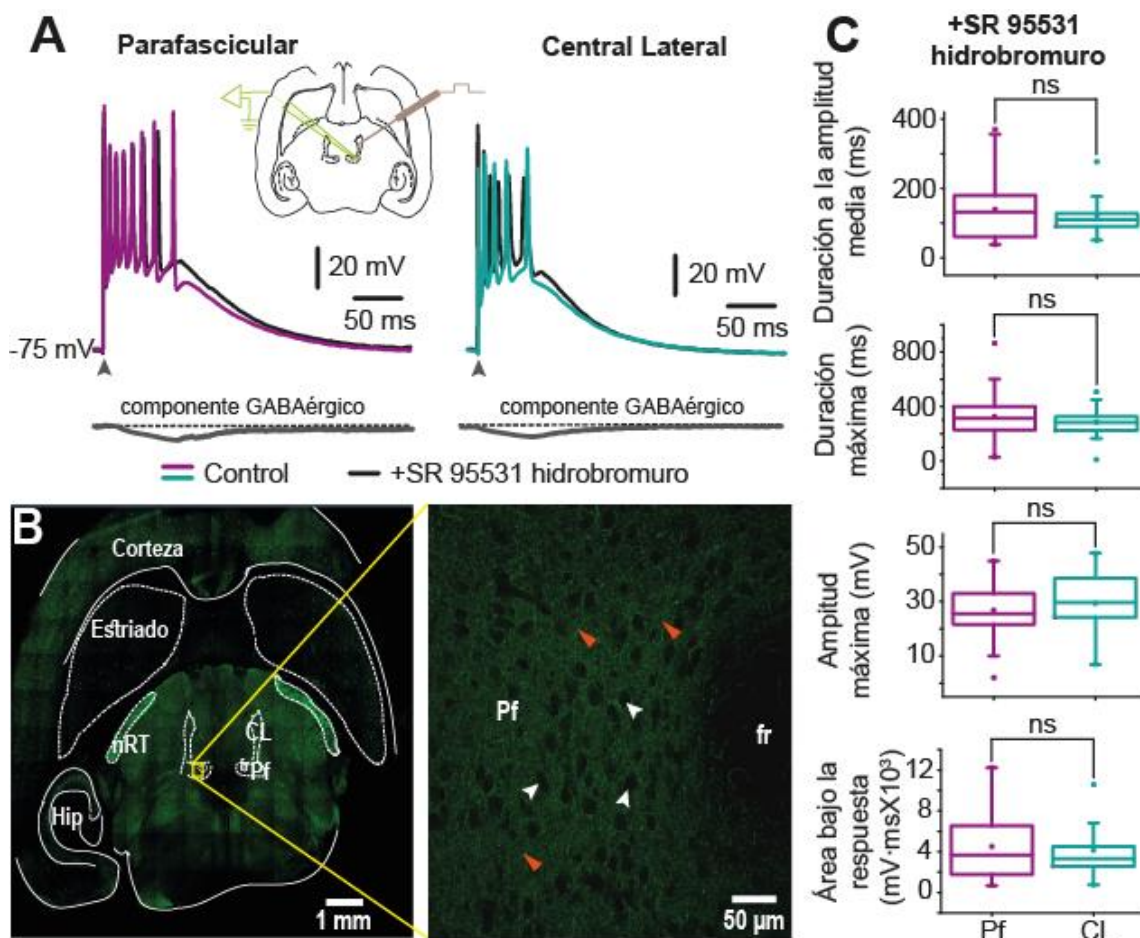 A
Parafascicular
Central Lateral
20 mV
50 ms
20 mV
50 ms
-75 mV
componente GABAérgico
componente GABAérgico
Control
+SR 95531 hidrobromuro
B
Corteza
Estriado
nRT
CL
fr
Pf
Hip
1 mm
Pf
fr
50 µm
C
+SR 95531
hidrobromuro
ns
Duración a la amplitud
media (ms)
400
200
0
ns
Duración
máxima (ms)
800
400
0
ns
Ampitud
máxima (mV)
50
30
10
ns
Área bajo la
respuesta
(mV·msX10³)
12
8
4
0
Pf
CL